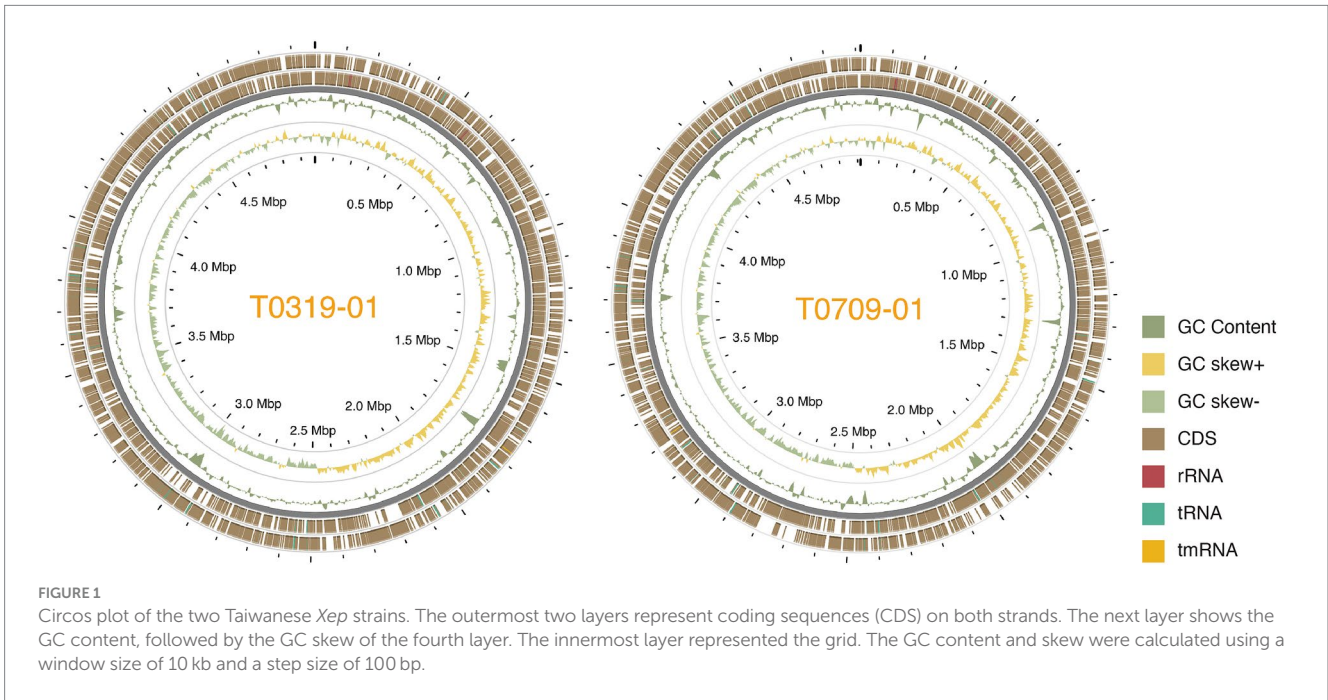 4.5 Mbp
0.5 Mbp
4.0 Mbp
1.0 Mbp
T0319-01
3.5 Mbp
1.5 Mbp
3.0 Mbp
2.0 Mbp
2.5 Mbp
4.5 Mbp
0.5 Mbp
4.0 Mbp
1.0 Mbp
T0709-01
3.5 Mbp
1.5 Mbp
3.0 Mbp
2.0 Mbp
2.5 Mbp
GC Content
GC skew+
GC skew-
CDS
rRNA
tRNA
tmRNA
FIGURE 1
Circos plot of the two Taiwanese Xep strains. The outermost two layers represent coding sequences (CDS) on both strands. The next layer shows the
GC content, followed by the GC skew of the fourth layer. The innermost layer represented the grid. The GC content and skew were calculated using a
window size of 10 kb and a step size of 100 bp.